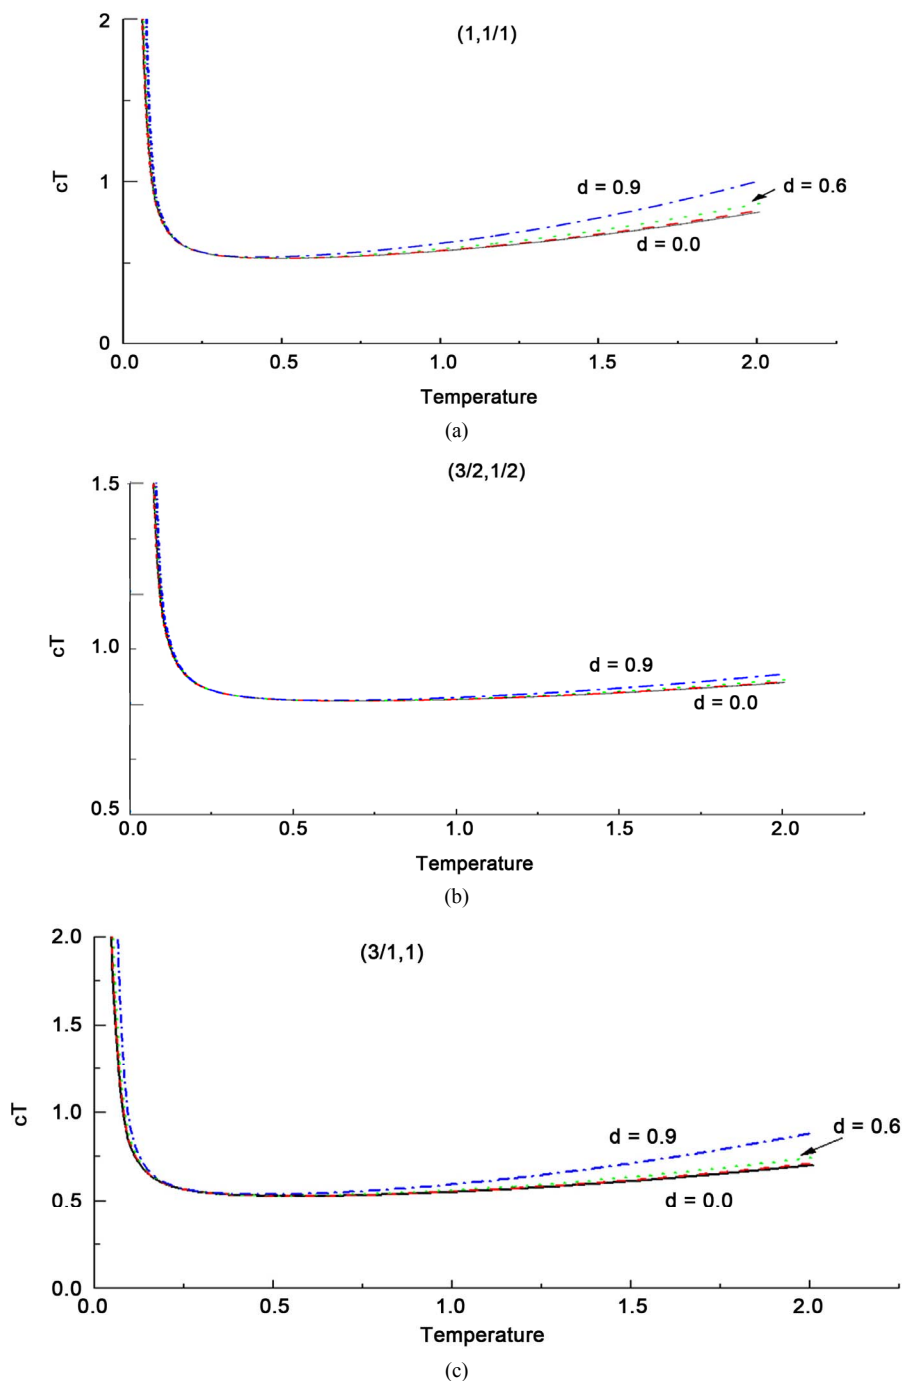 2
(1,1/1)
cT
1
d = 0.9
d = 0.6
d = 0.0
0
0.0 0.5 1.0 1.5 2.0
Temperature
(a)
(3/2,1/2)
1.5
cT
1.0
d = 0.9
d = 0.0
0.5
0.0 0.5 1.0 1.5 2.0
Temperature
(b)
2.0
(3/1,1)
1.5
cT
1.0
d = 0.9
d = 0.6
0.5
d = 0.0
0.0
0.0 0.5 1.0 1.5 2.0
Temperature
(c)